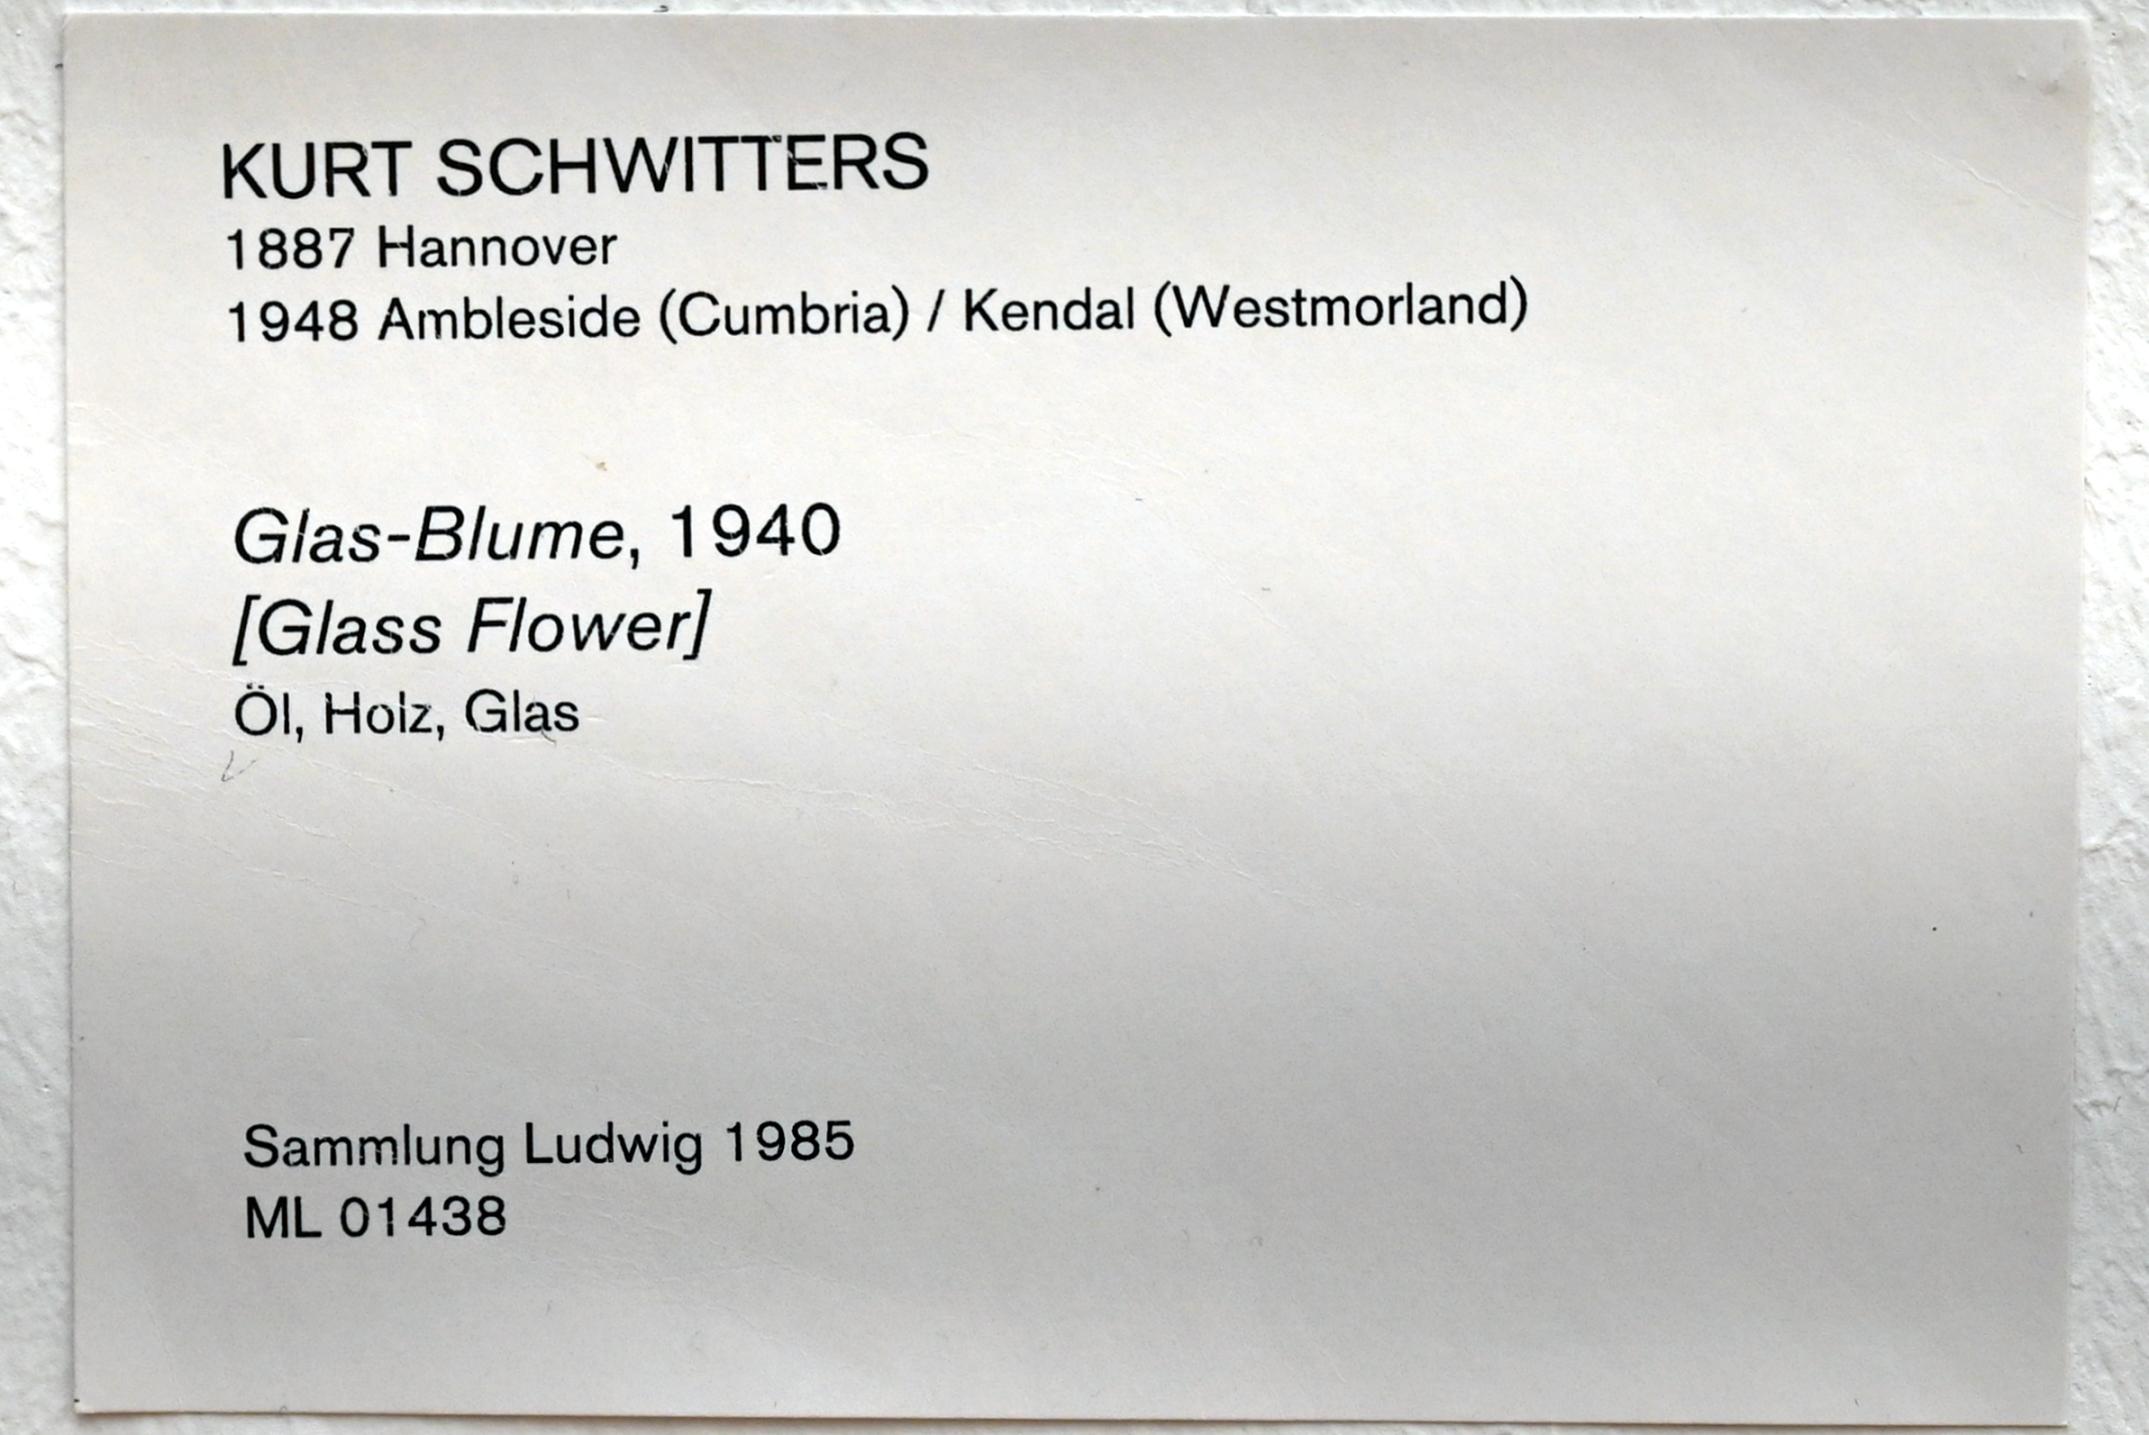 KURT SCHWITTERS
1887 Hannover
1948 Ambleside (Cumbria) / Kendal (Westmorland)
Glas-Blume, 1940
[Glass Flower]
Öl, Holz, Glas
Sammlung Ludwig 1985
ML 01438